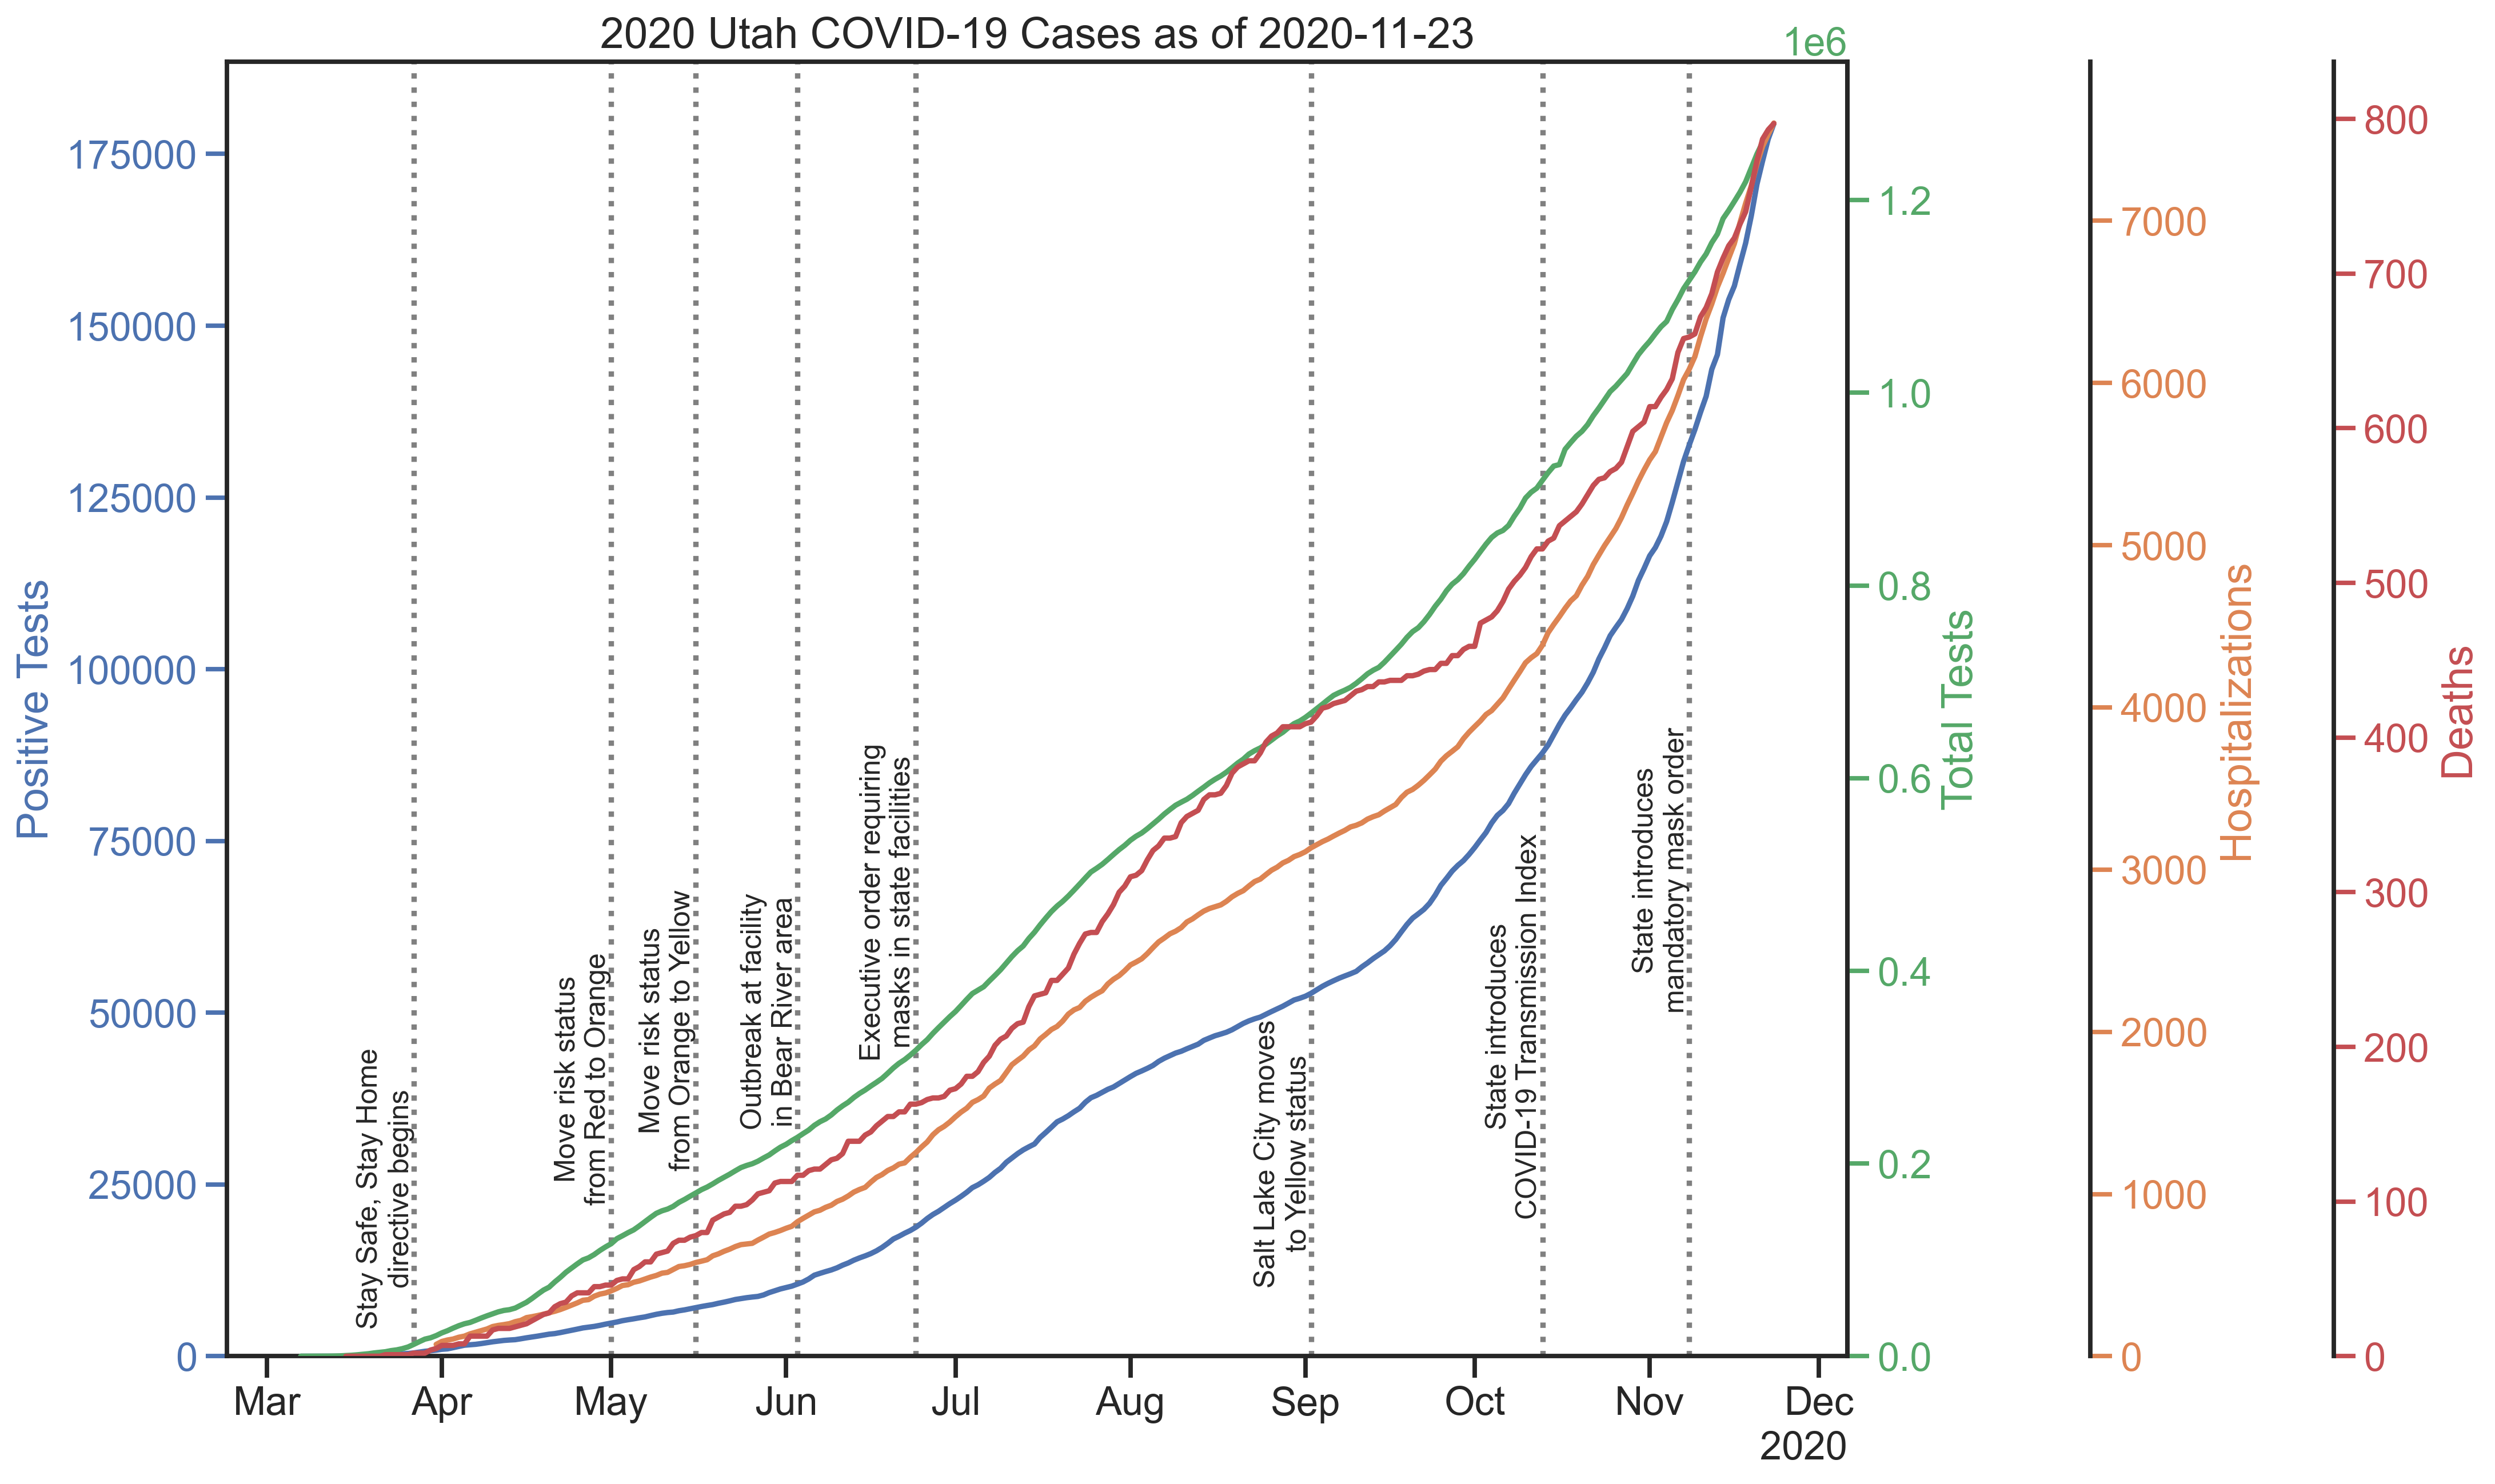 2020 Utah COVID-19 Cases as of 2020-11-23
1e6
Positive Tests
175000
150000
125000
100000
75000
50000
25000
0
Stay Safe, Stay Home
directive begins
Move risk status
from Red to Orange
Move risk status
from Orange to Yellow
Outbreak at facility
in Bear River area
Executive order requiring
masks in state facilities
Salt Lake City moves
to Yellow status
State introduces
COVID-19 Transmission Index
State introduces
mandatory mask order
1.2
1.0
0.8
0.6
0.4
0.2
0.0
Total Tests
7000
6000
5000
4000
3000
2000
1000
0
Hospitalizations
800
700
600
500
400
300
200
100
0
Deaths
Mar Apr May Jun Jul Aug Sep Oct Nov Dec
2020